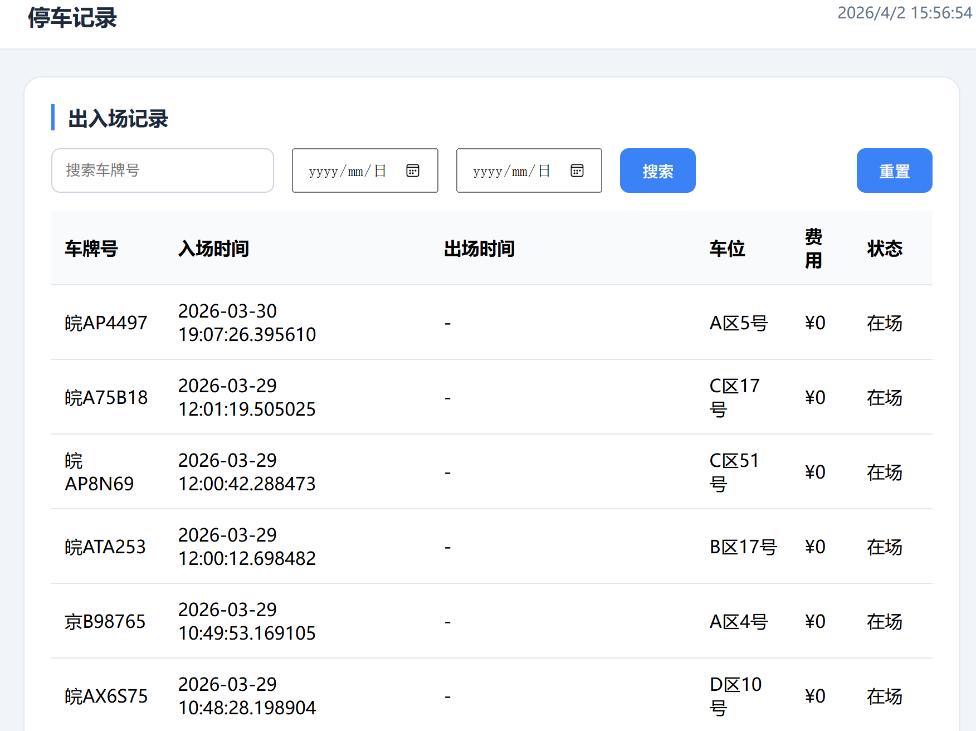 停车记录
2026/4/2 15:56:54
出入场记录
搜索车牌号
yyyy/mm/日
yyyy/mm/日
搜索
重置
车牌号 入场时间 出场时间 车位 费用 状态
皖AP4497 2026-03-30 19:07:26.395610 - A区5号 ¥0 在场
皖A75B18 2026-03-29 12:01:19.505025 - C区17号 ¥0 在场
皖AP8N69 2026-03-29 12:00:42.288473 - C区51号 ¥0 在场
皖ATA253 2026-03-29 12:00:12.698482 - B区17号 ¥0 在场
京B98765 2026-03-29 10:49:53.169105 - A区4号 ¥0 在场
皖AX6S75 2026-03-29 10:48:28.198904 - D区10号 ¥0 在场